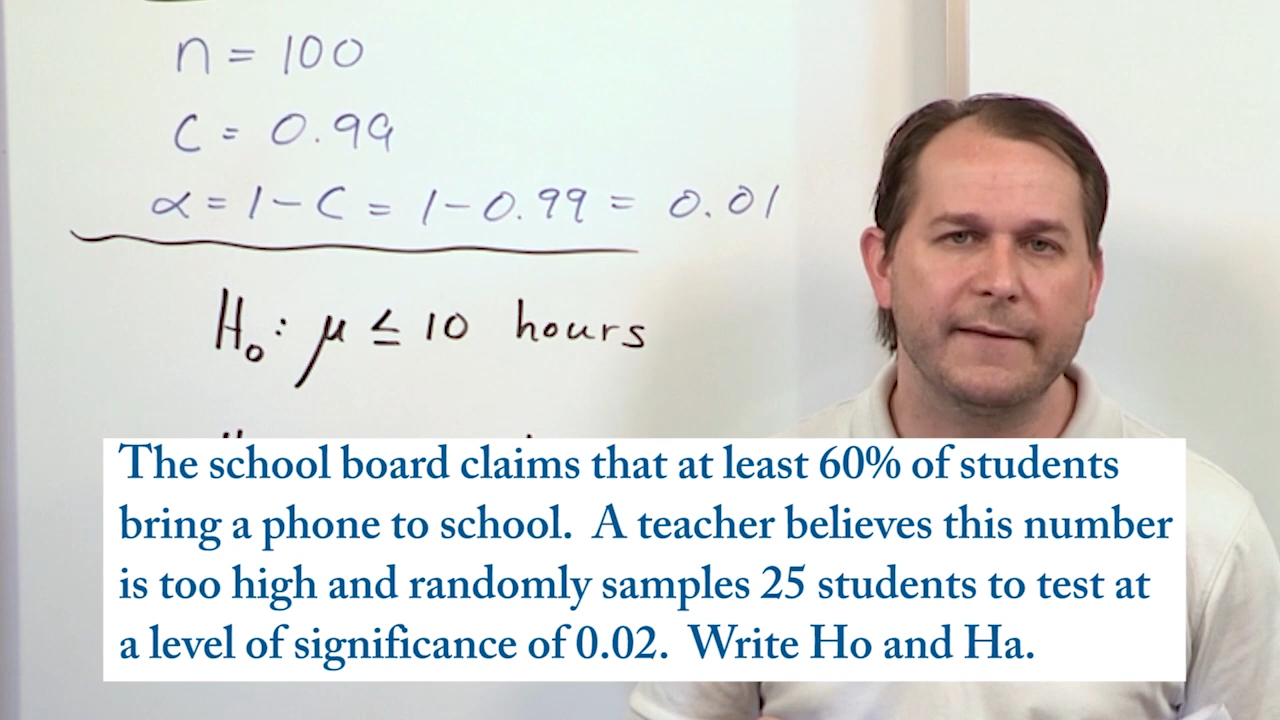 n = 100
C = 0.99
α = 1 - C = 1 - 0.99 = 0.01
H₀: μ ≤ 10 hours
The school board claims that at least 60% of students
bring a phone to school. A teacher believes this number
is too high and randomly samples 25 students to test at
a level of significance of 0.02. Write Ho and Ha.